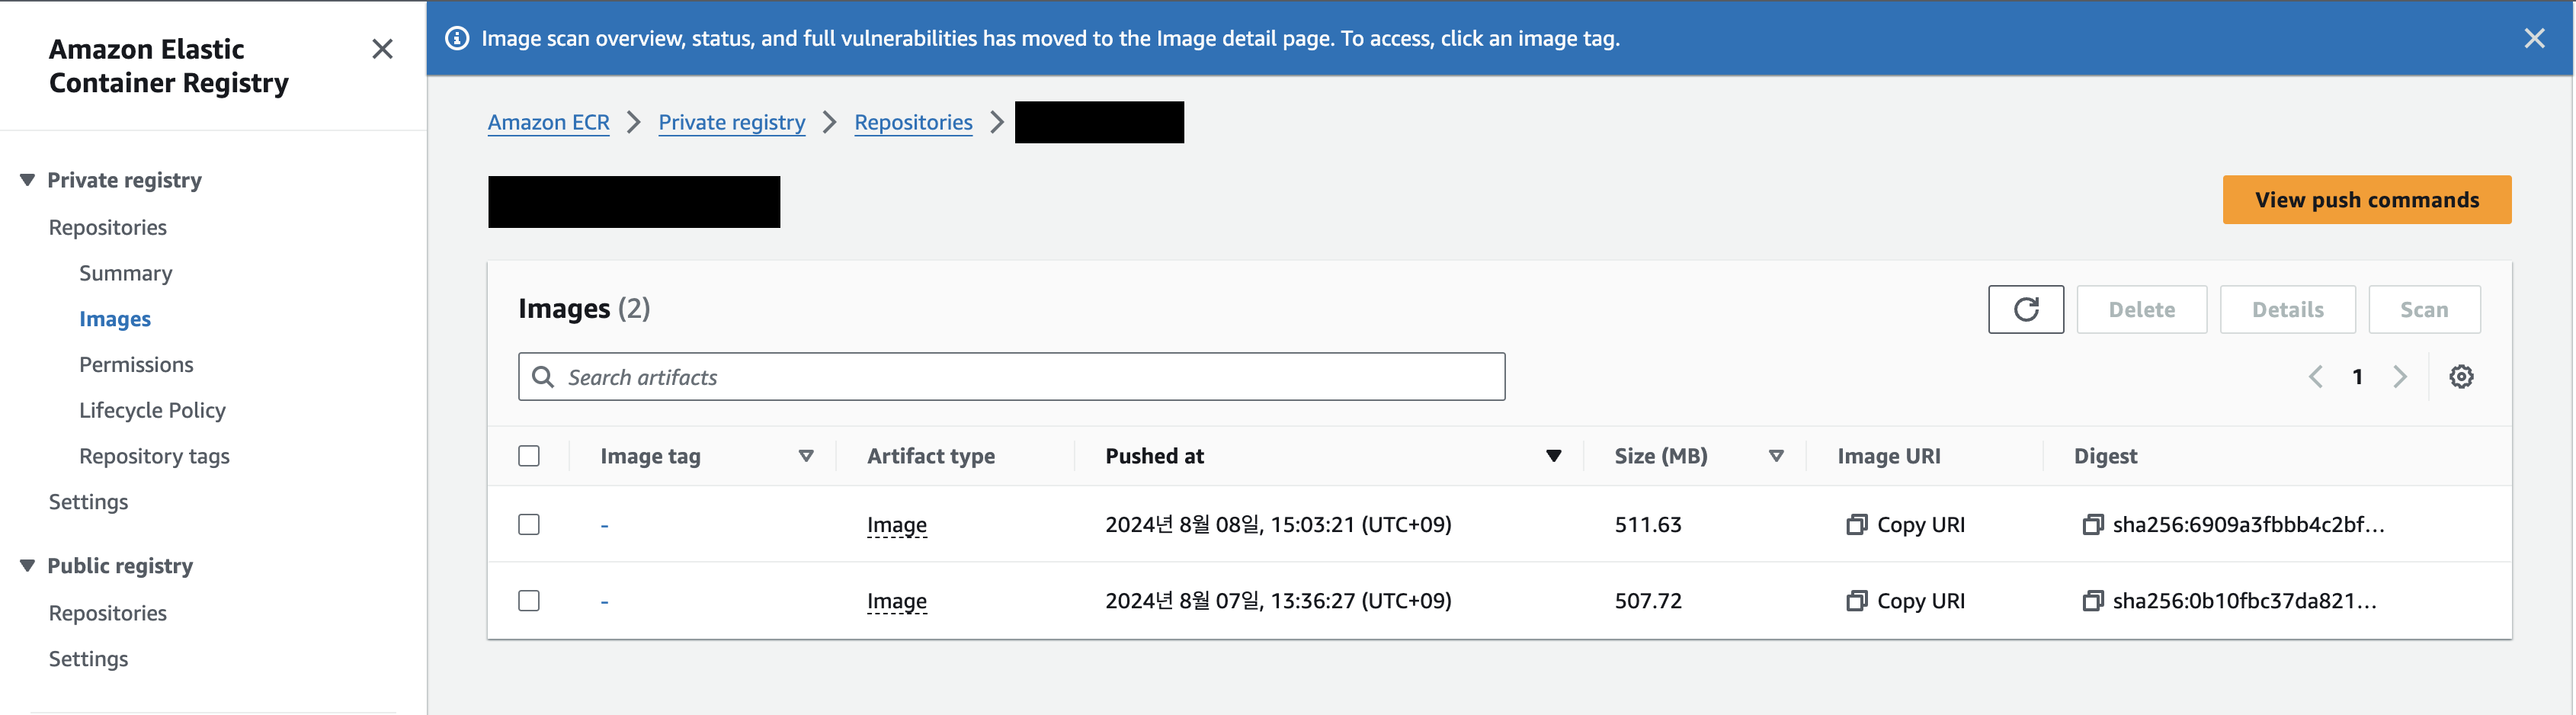 Amazon Elastic
Container Registry
Private registry
Repositories
Summary
Images
Permissions
Lifecycle Policy
Repository tags
Settings
Public registry
Repositories
Settings
Image scan overview, status, and full vulnerabilities has moved to the Image detail page. To access, click an image tag.
Amazon ECR Private registry Repositories
View push commands
Images (2)
Delete Details Scan
Search artifacts
1
Image tag Artifact type Pushed at Size (MB) Image URI Digest
- Image 2024년 8월 08일, 15:03:21 (UTC+09) 511.63 Copy URI sha256:6909a3fbbb4c2bf...
- Image 2024년 8월 07일, 13:36:27 (UTC+09) 507.72 Copy URI sha256:0b10fbc37da821...